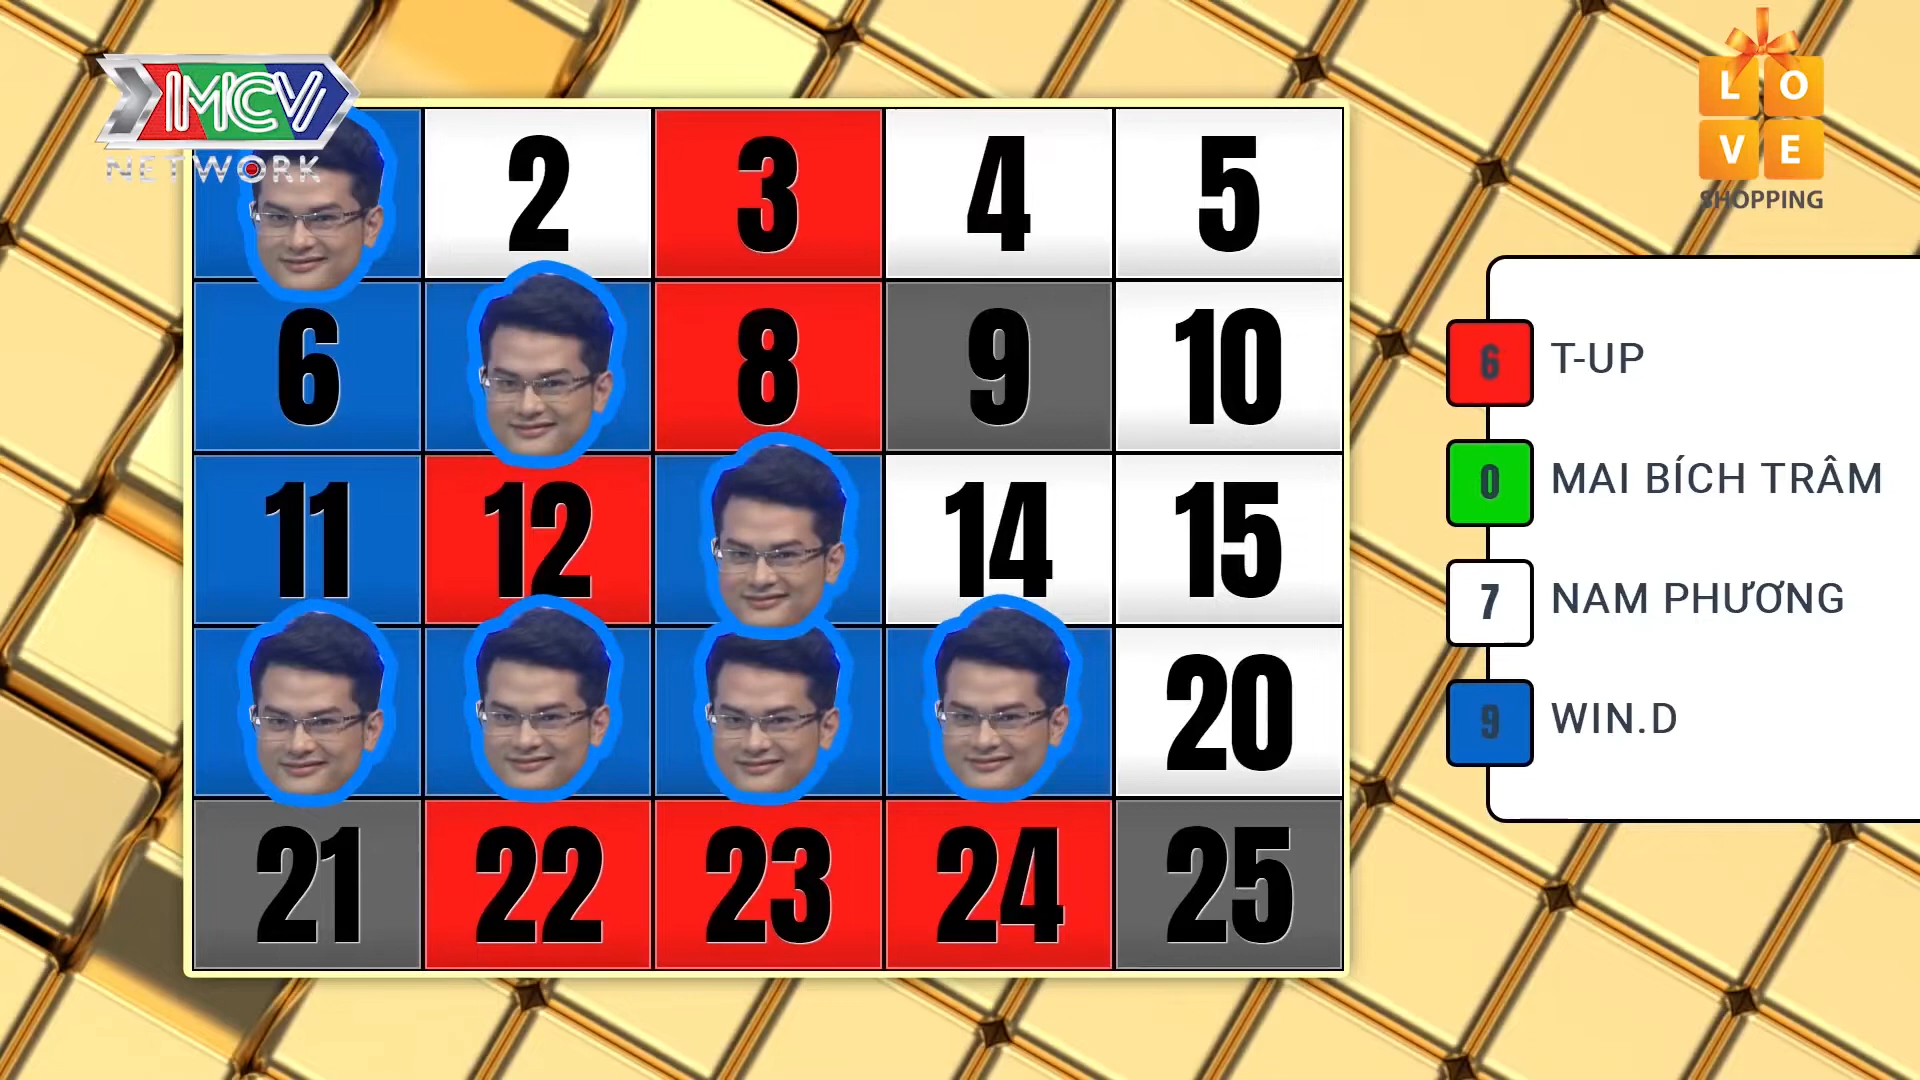 MCV
NETWORK
L O
V E
SHOPPING
2 3 4 5
6 8 9 10
11 12 14 15
20
21 22 23 24 25
6 T-UP
0 MAI BÍCH TRÂM
7 NAM PHƯƠNG
9 WIN.D